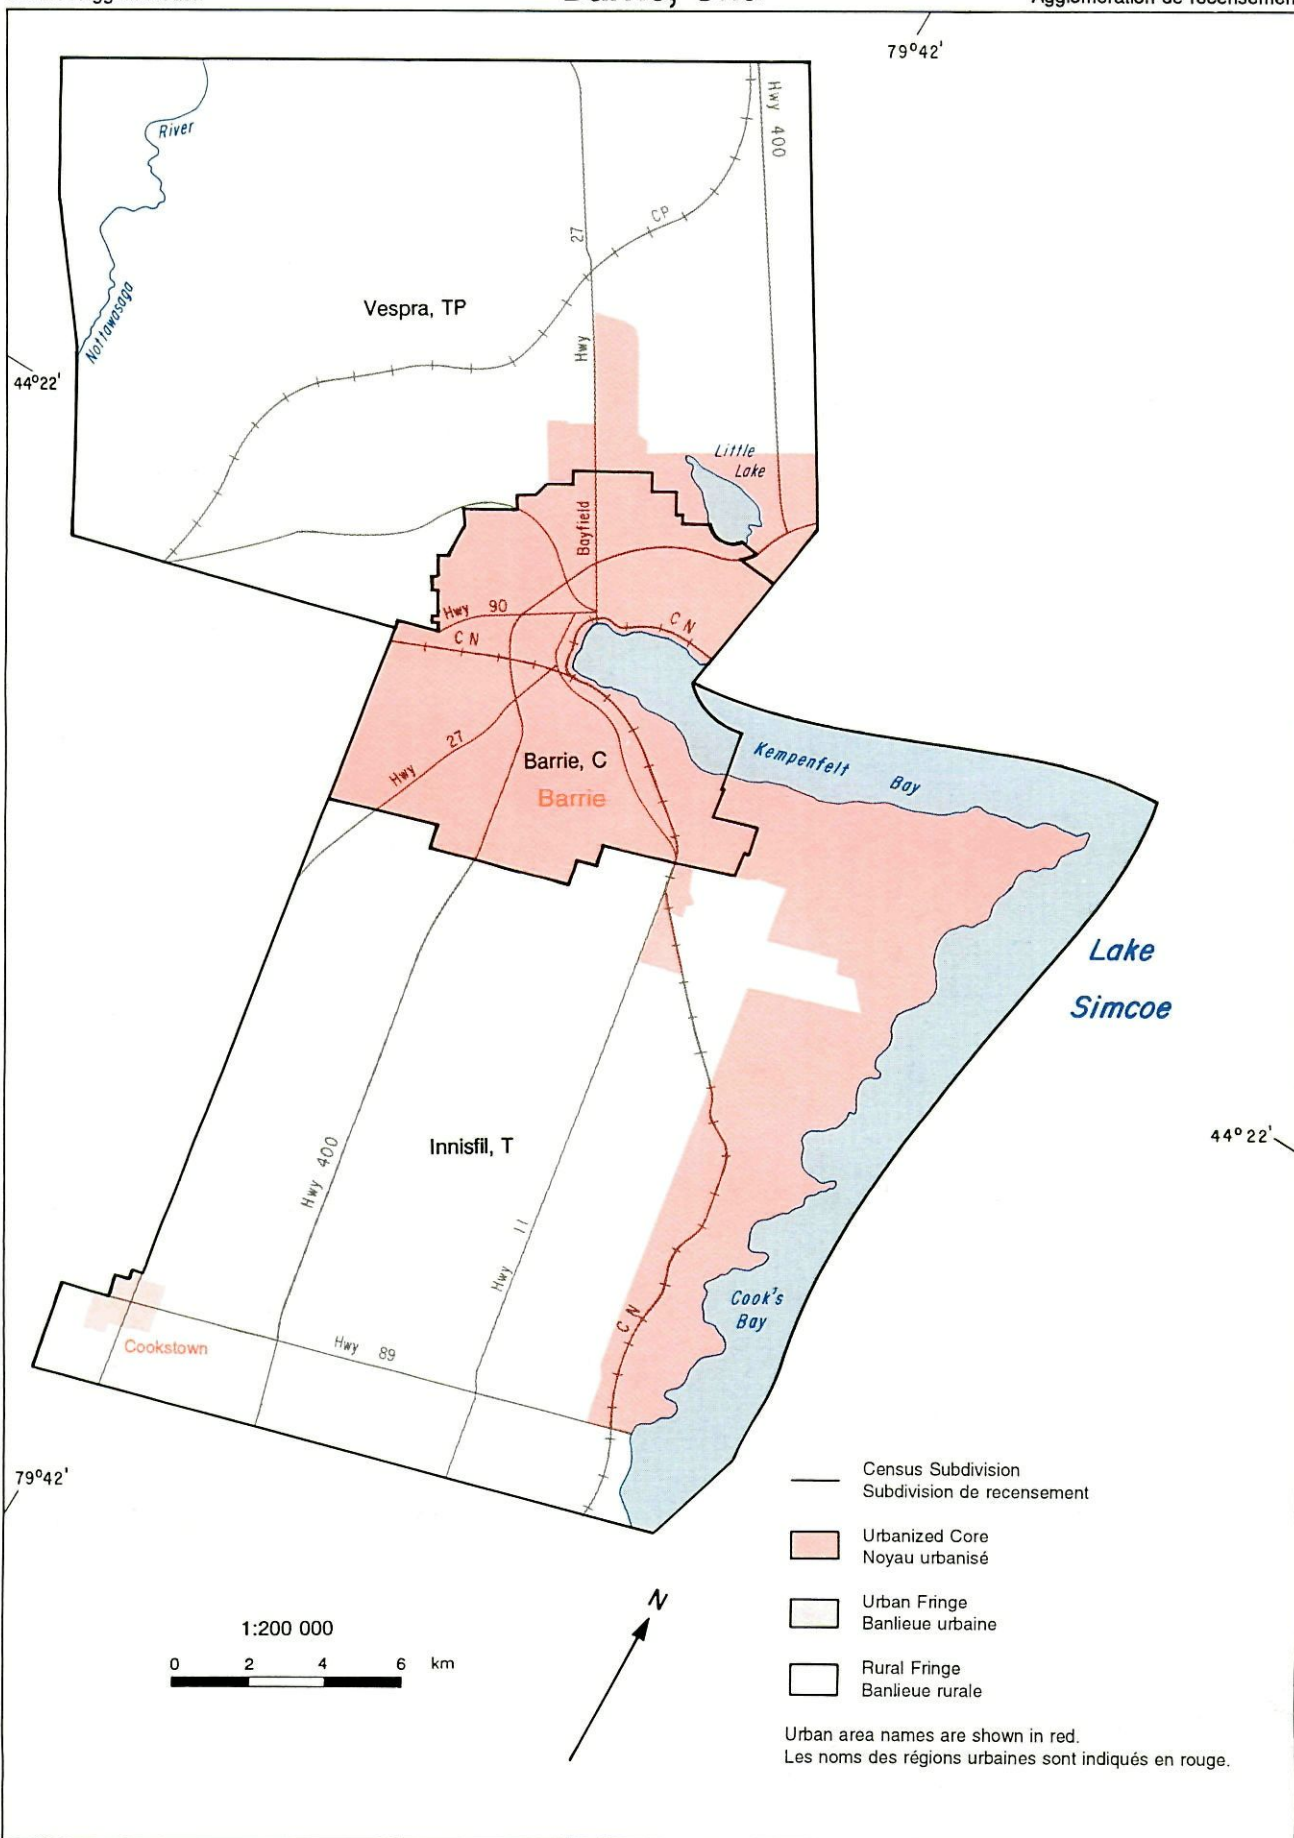 79°42'
River
Hwy 400
CP
27
Nottawasaga
Vespra, TP
Hwy
44°22'
Little
Lake
Bayfield
Hwy 90
CN
CN
27
Hwy
Barrie, C
Barrie
Kempenfelt Bay
Lake
Simcoe
44°22'
Innisfil, T
Hwy 400
Hwy 11
Cook's
Bay
CN
Cookstown
Hwy 89
79°42'
Census Subdivision
Subdivision de recensement
Urbanized Core
Noyau urbanisé
Urban Fringe
Banlieue urbaine
Rural Fringe
Banlieue rurale
N
1:200 000
0 2 4 6 km
Urban area names are shown in red.
Les noms des régions urbaines sont indiqués en rouge.